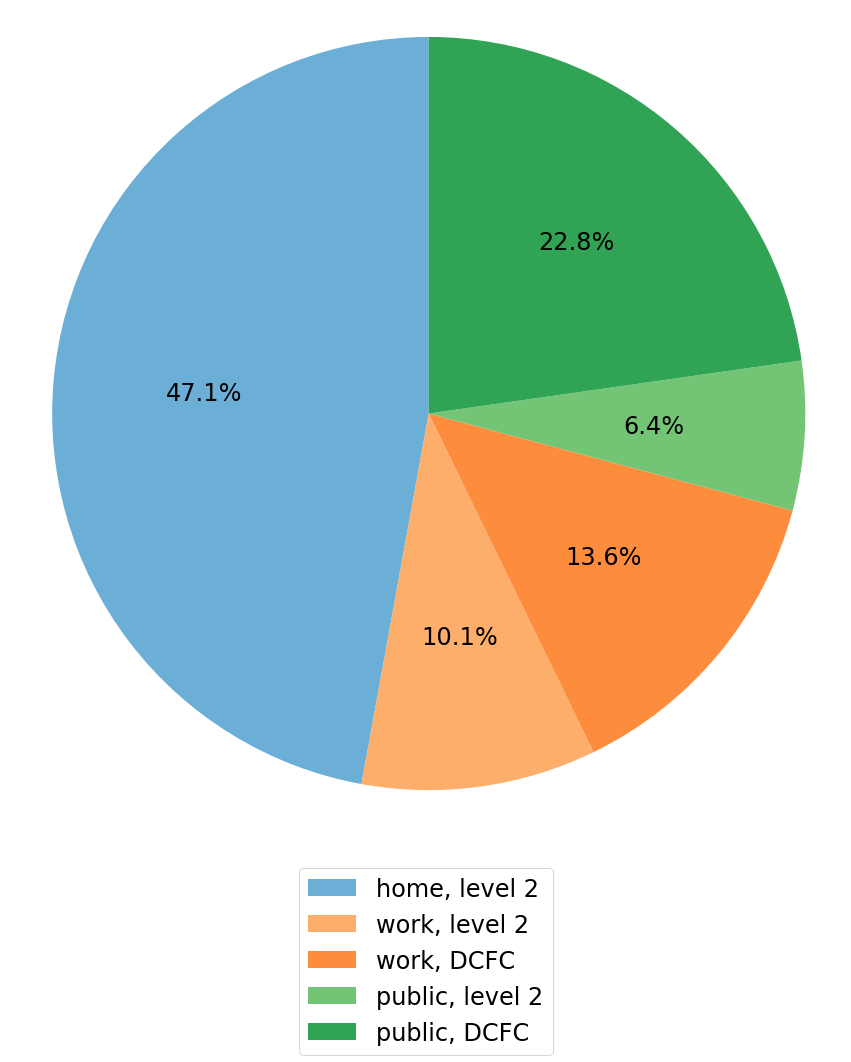 22.8%
47.1%
6.4%
13.6%
10.1%
home, level 2
work, level 2
work, DCFC
public, level 2
public, DCFC